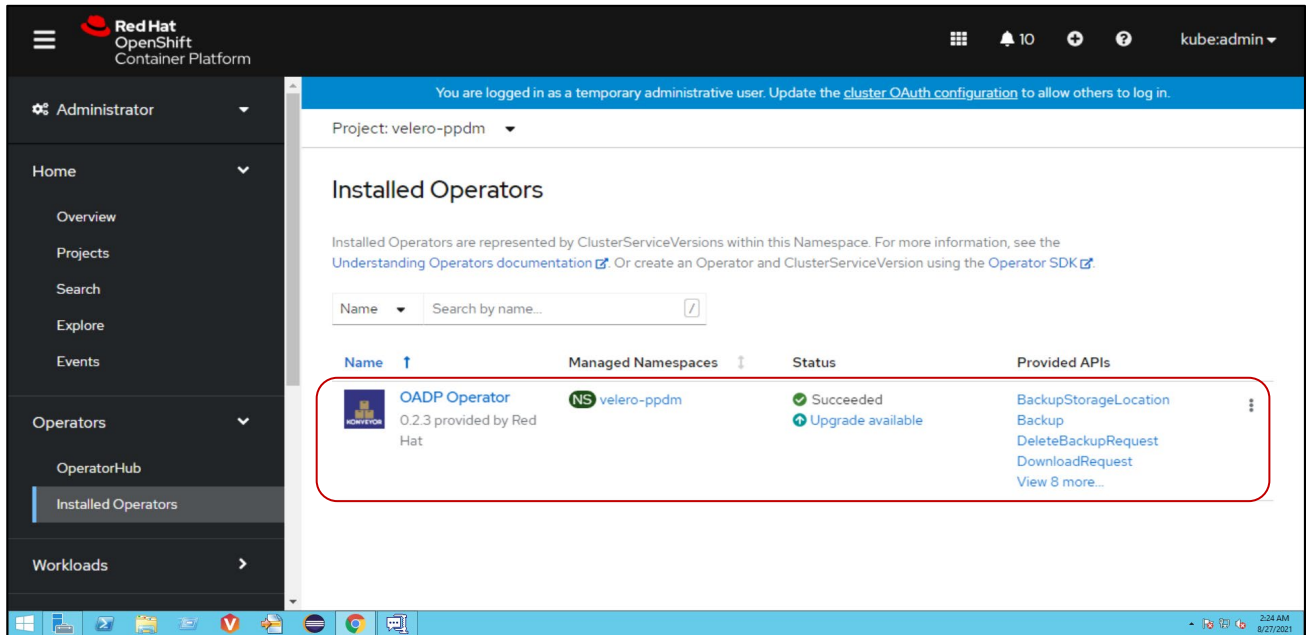 Red Hat
OpenShift
Container Platform
10
kube:admin
Administrator
You are logged in as a temporary administrative user. Update the cluster OAuth configuration to allow others to log in.
Project: velero-ppdm
Home
Overview
Projects
Search
Explore
Events
Operators
OperatorHub
Installed Operators
Workloads
Installed Operators
Installed Operators are represented by ClusterServiceVersions within this Namespace. For more information, see the
Understanding Operators documentation. Or create an Operator and ClusterServiceVersion using the Operator SDK.
Name
Search by name...
/
Name Managed Namespaces Status Provided APIs
KONVEYOR
OADP Operator
0.2.3 provided by Red
Hat
NS velero-ppdm
Succeeded
Upgrade available
BackupStorageLocation
Backup
DeleteBackupRequest
DownloadRequest
View 8 more...
2:24 AM
8/27/2021